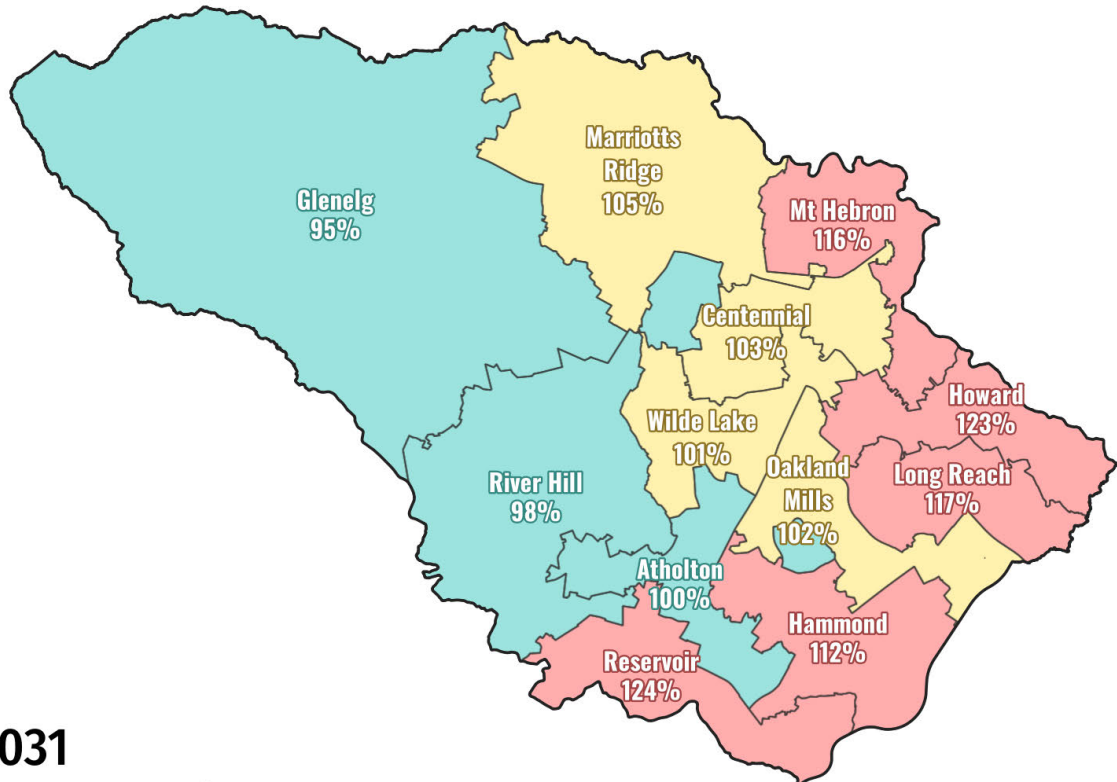 Marriotts
Ridge
105%
Glenelg
95%
Mt Hebron
116%
Centennial
103%
Howard
123%
Wilde Lake
101%
Oakland
Mills
102%
Long Reach
117%
River Hill
98%
Atholton
100%
Hammond
112%
Reservoir
124%
031